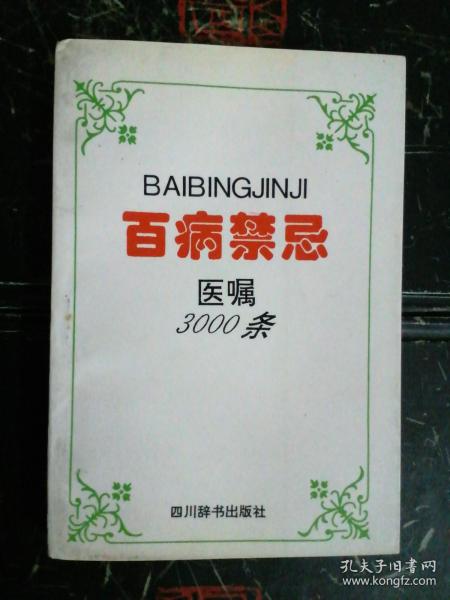 BAIBINGJINJI
百病禁忌
医嘱
3000条
四川辞书出版社
孔夫子旧书网
www.kongfz.com